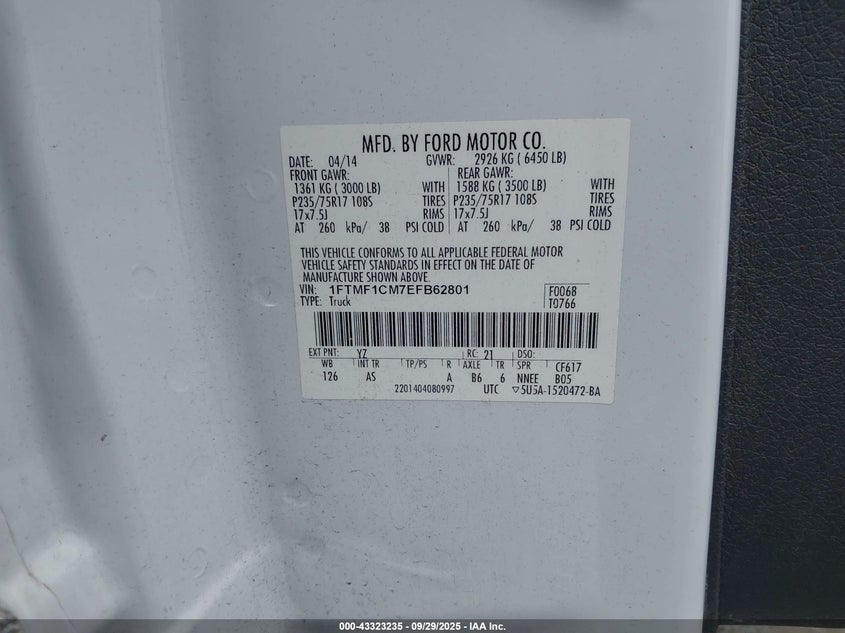 MFD. BY FORD MOTOR CO.
DATE: 04/14 GVWR: 2926 KG ( 6450 LB)
FRONT GAWR: REAR GAWR:
1361 KG ( 3000 LB) WITH 1588 KG ( 3500 LB) WITH
P235/75R17 108S TIRES P235/75R17 108S TIRES
17x7.5J RIMS 17x7.5J RIMS
AT 260 kPa/ 38 PSI COLD AT 260 kPa/ 38 PSI COLD
THIS VEHICLE CONFORMS TO ALL APPLICABLE FEDERAL MOTOR
VEHICLE SAFETY STANDARDS IN EFFECT ON THE DATE OF
MANUFACTURE SHOWN ABOVE.
VIN: 1FTMF1CM7EFB62801 F0068
TYPE: Truck T0766
EXT PNT: YZ RC: 21 DSO:
WB INT TR TP/PS R AXLE TR SPR CF617
126 AS A B6 6 NNEE B05
2201404080997 UTC ▽5U5A-1520472-BA
000-43323235 | 09/29/2025 | IAA Inc.